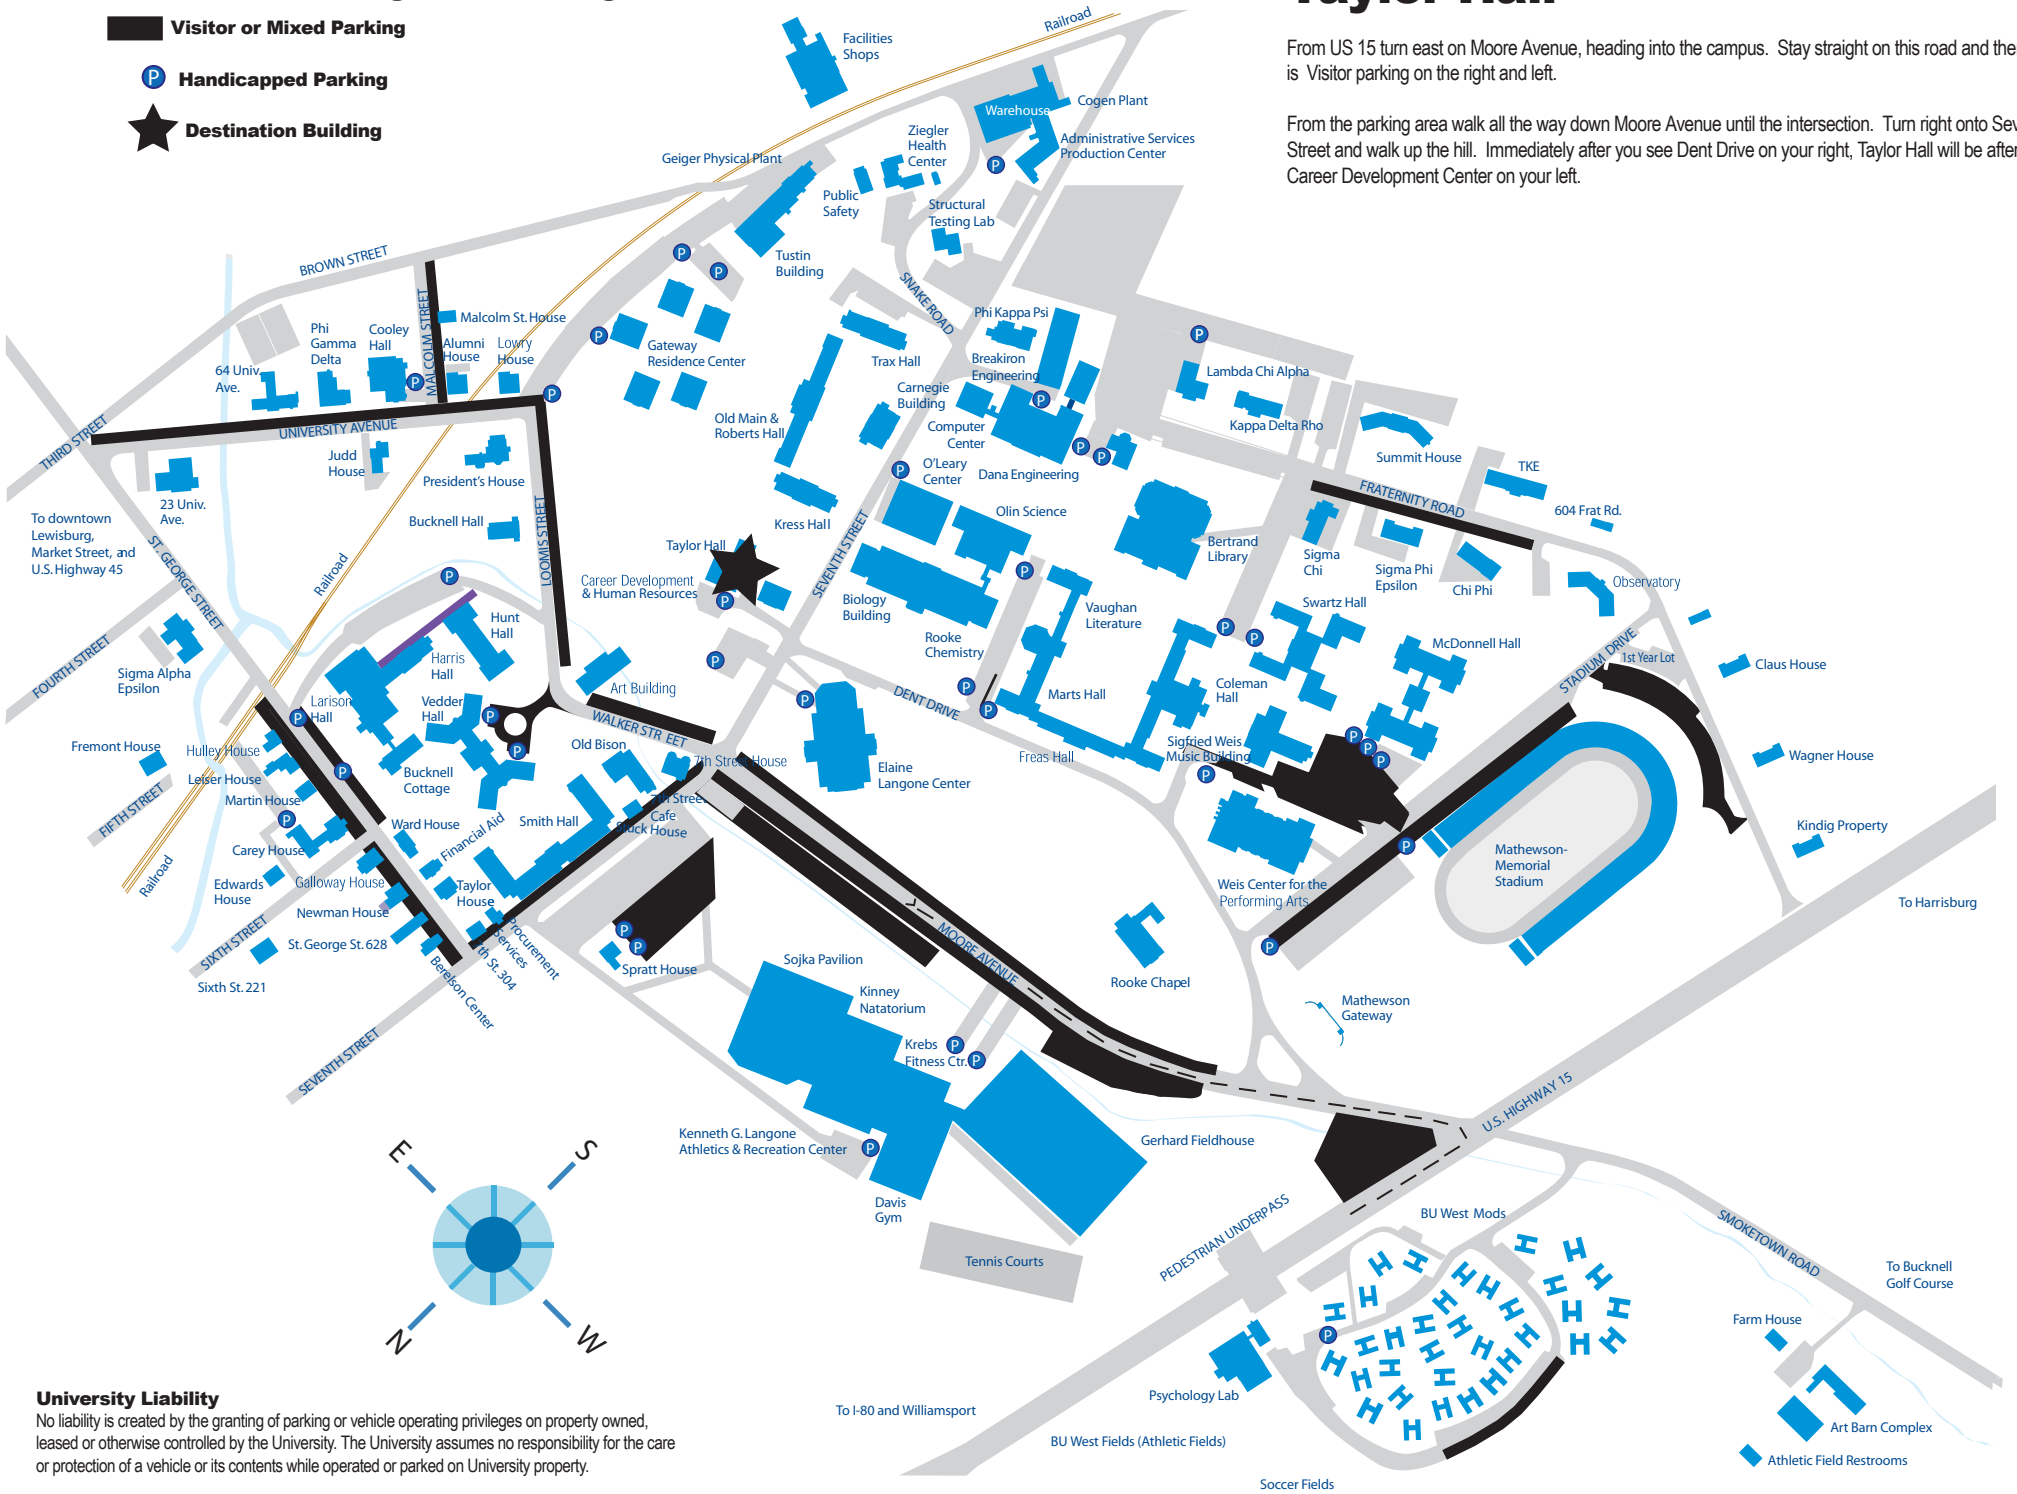 Visitor or Mixed Parking
Handicapped Parking
Destination Building
Taylor Hall
From US 15 turn east on Moore Avenue, heading into the campus. Stay straight on this road and
is Visitor parking on the right and left.
From the parking area walk all the way down Moore Avenue until the intersection. Turn right onto
Street and walk up the hill. Immediately after you see Dent Drive on your right, Taylor Hall will be after
Career Development Center on your left.
Railroad
Facilities
Shops
Warehouse
Cogen Plant
Administrative Services
Production Center
Ziegler
Health
Center
Geiger Physical Plant
Public
Safety
Structural
Testing Lab
Tustin
Building
BROWN STREET
MALCOLM STREET
SNAKE ROAD
Malcolm St. House
Phi
Gamma
Delta
Cooley
Hall
Alumni
House
Lowry
House
64 Univ.
Ave.
Gateway
Residence Center
Trax Hall
Phi Kappa Psi
Breakiron
Engineering
Carnegie
Building
Lambda Chi Alpha
Kappa Delta Rho
Old Main &
Roberts Hall
Computer
Center
Dana Engineering
O'Leary
Center
Summit House
TKE
604 Frat Rd.
FRATERNITY ROAD
THIRD STREET
UNIVERSITY AVENUE
Judd
House
President's House
23 Univ.
Ave.
Bucknell Hall
LOOMIS STREET
To downtown
Lewisburg,
Market Street, and
U.S. Highway 45
ST. GEORGE STREET
Railroad
Kress Hall
SEVENTH STREET
Olin Science
Bertrand
Library
Sigma
Chi
Sigma Phi
Epsilon
Chi Phi
Observatory
Taylor Hall
Career Development
& Human Resources
Biology
Building
Rooke
Chemistry
Vaughan
Literature
Swartz Hall
McDonnell Hall
1st Year Lot
STADIUM DRIVE
Claus House
Hunt
Hall
Harris
Hall
Larison
Hall
Vedder
Hall
FOURTH STREET
Sigma Alpha
Epsilon
Art Building
WALKER STREET
DENT DRIVE
Marts Hall
Coleman
Hall
Freas Hall
Sigfried Weis
Music Building
Wagner House
Fremont House
Hulley House
Leiser House
Martin House
Bucknell
Cottage
Old Bison
7th Street House
7th Street
Cafe
Stuck House
Elaine
Langone Center
FIFTH STREET
Railroad
Carey House
Ward House
Financial Aid
Smith Hall
Kindig Property
Mathewson-
Memorial
Stadium
Weis Center for the
Performing Arts
Edwards
House
Galloway House
Taylor
House
Newman House
St. George St. 628
SIXTH STREET
Sixth St. 221
Berelson Center
7th St. 304
Procurement
Services
Spratt House
Sojka Pavilion
MOORE AVENUE
Rooke Chapel
To Harrisburg
Kinney
Natatorium
Mathewson
Gateway
Krebs
Fitness Ctr.
SEVENTH STREET
U.S. HIGHWAY 15
Kenneth G. Langone
Athletics & Recreation Center
Gerhard Fieldhouse
Davis
Gym
Tennis Courts
PEDESTRIAN UNDERPASS
BU West Mods
SMOKETOWN ROAD
To Bucknell
Golf Course
Farm House
E
S
N
W
Psychology Lab
To I-80 and Williamsport
BU West Fields (Athletic Fields)
Soccer Fields
Art Barn Complex
Athletic Field Restrooms
University Liability
No liability is created by the granting of parking or vehicle operating privileges on property owned,
leased or otherwise controlled by the University. The University assumes no responsibility for the care
or protection of a vehicle or its contents while operated or parked on University property.